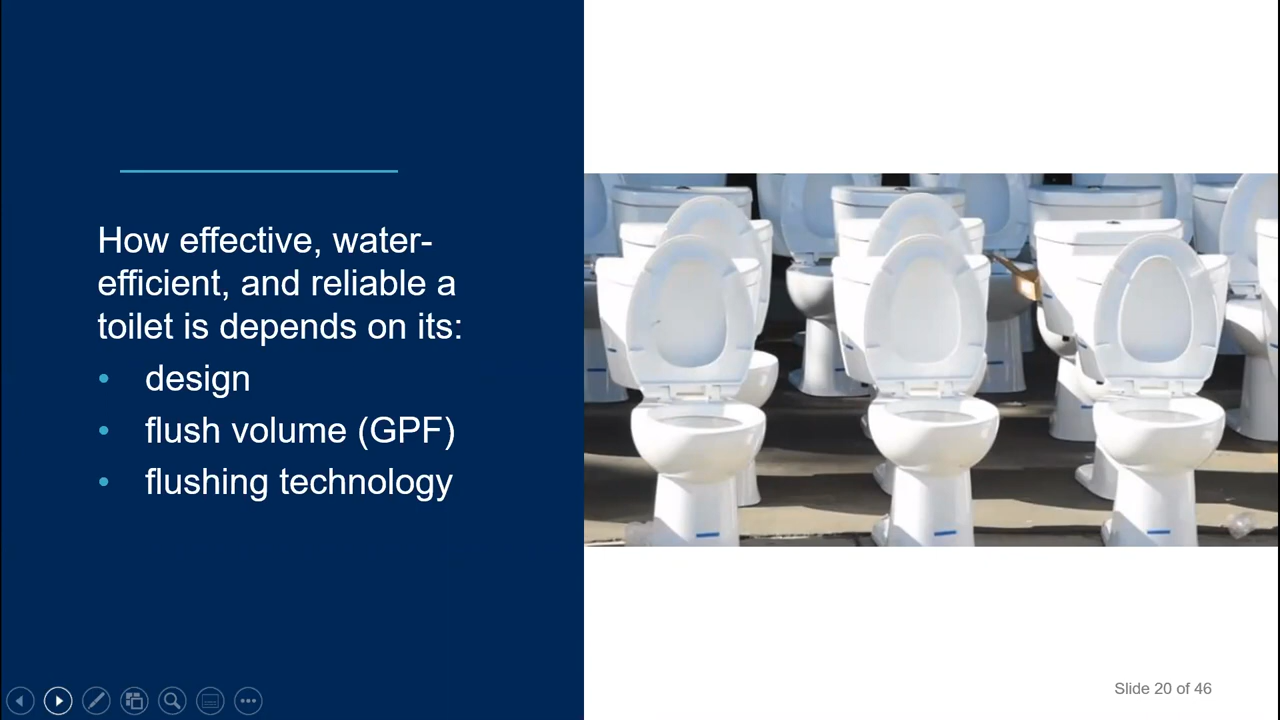 How effective, water-
efficient, and reliable a
toilet is depends on its:
• design
• flush volume (GPF)
• flushing technology
Slide 20 of 46